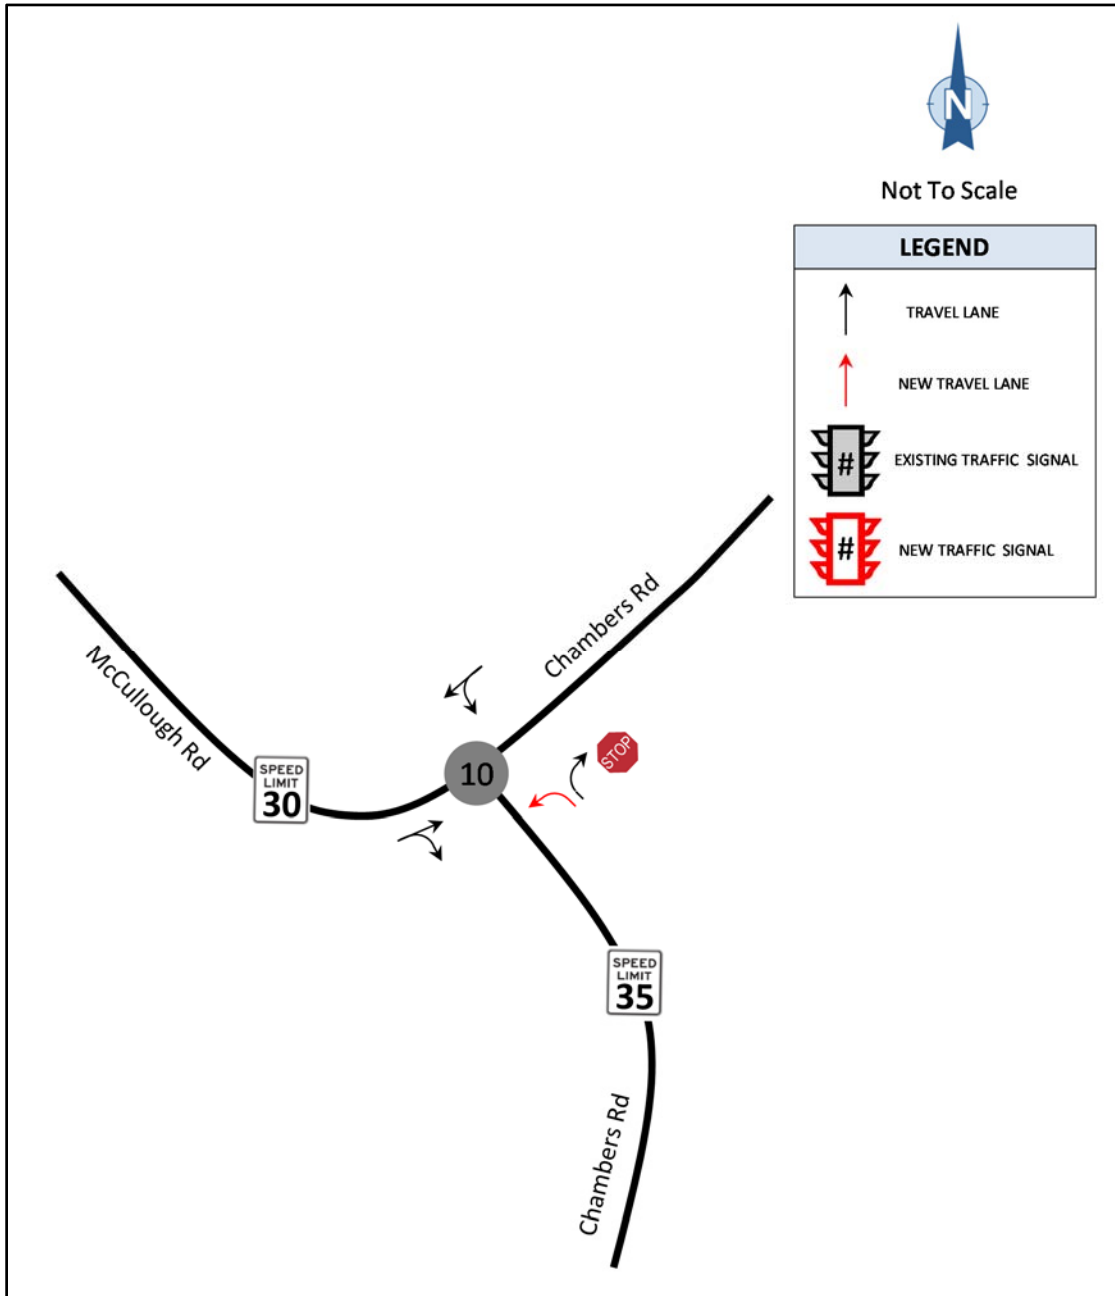 N
Not To Scale
LEGEND
TRAVEL LANE
NEW TRAVEL LANE
#
EXISTING TRAFFIC SIGNAL
#
NEW TRAFFIC SIGNAL
Chambers Rd
McCullough Rd
STOP
10
SPEED
LIMIT
30
SPEED
LIMIT
35
Chambers Rd